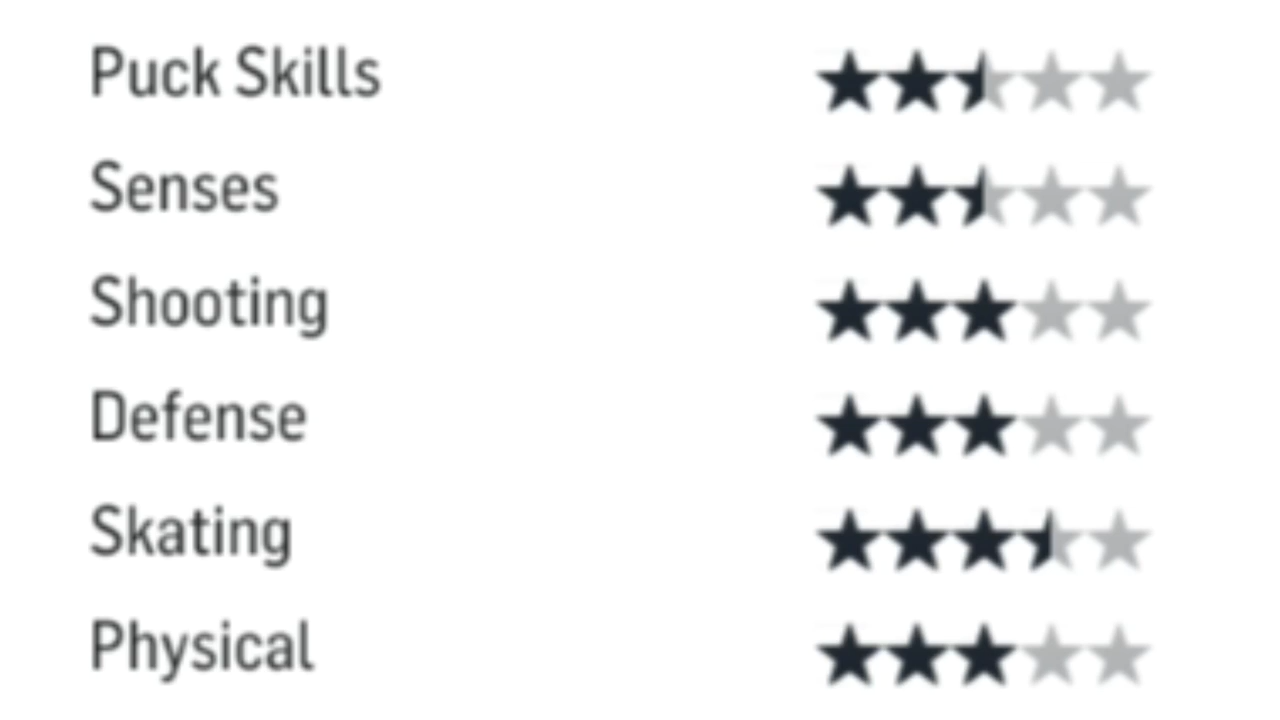 Puck Skills
Senses
Shooting
Defense
Skating
Physical